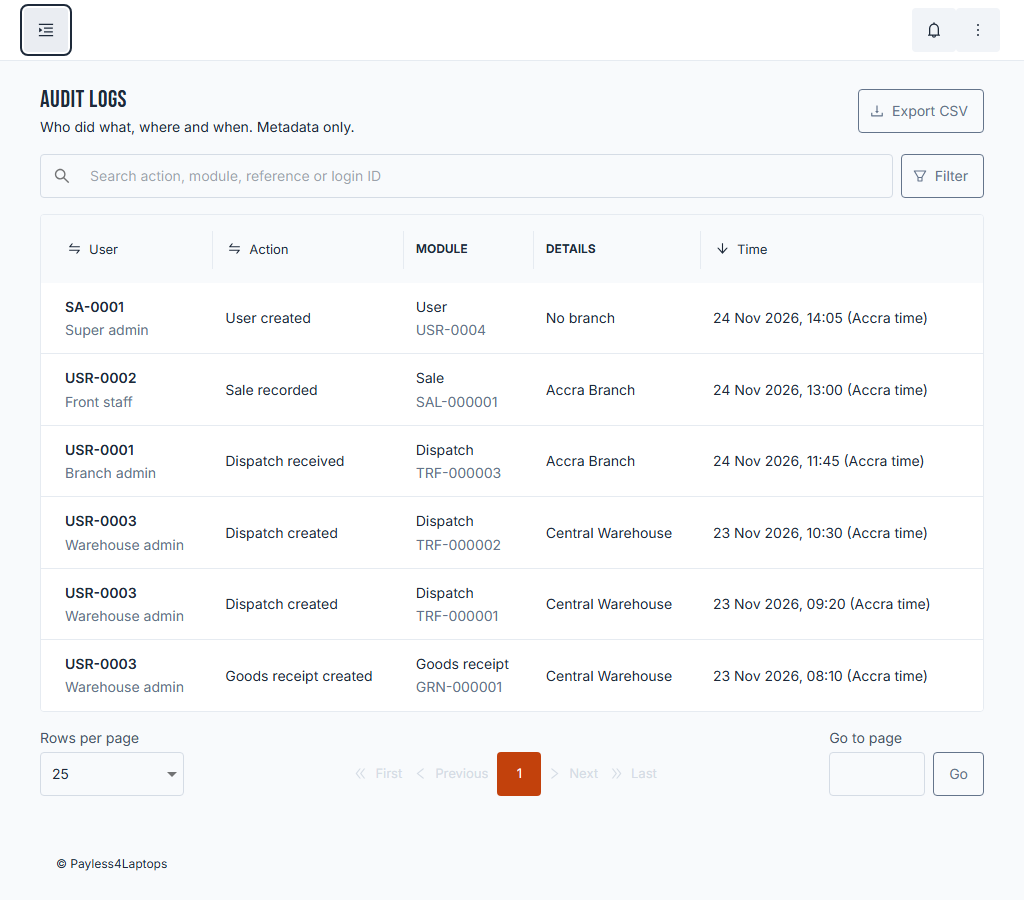 AUDIT LOGS
Who did what, where and when. Metadata only.
Export CSV
Search action, module, reference or login ID
Filter
User Action MODULE DETAILS Time
SA-0001
Super admin
User created
User
USR-0004
No branch
24 Nov 2026, 14:05 (Accra time)
USR-0002
Front staff
Sale recorded
Sale
SAL-000001
Accra Branch
24 Nov 2026, 13:00 (Accra time)
USR-0001
Branch admin
Dispatch received
Dispatch
TRF-000003
Accra Branch
24 Nov 2026, 11:45 (Accra time)
USR-0003
Warehouse admin
Dispatch created
Dispatch
TRF-000002
Central Warehouse
23 Nov 2026, 10:30 (Accra time)
USR-0003
Warehouse admin
Dispatch created
Dispatch
TRF-000001
Central Warehouse
23 Nov 2026, 09:20 (Accra time)
USR-0003
Warehouse admin
Goods receipt created
Goods receipt
GRN-000001
Central Warehouse
23 Nov 2026, 08:10 (Accra time)
Rows per page
25
First Previous 1 Next Last
Go to page
Go
© Payless4Laptops